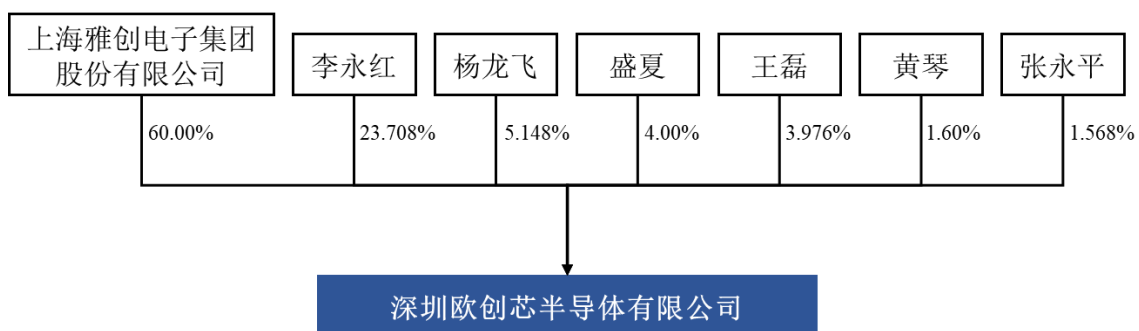 上海雅创电子集团
股份有限公司
李永红
杨龙飞
盛夏
王磊
黄琴
张永平
60.00%
23.708%
5.148%
4.00%
3.976%
1.60%
1.568%
深圳欧创芯半导体有限公司